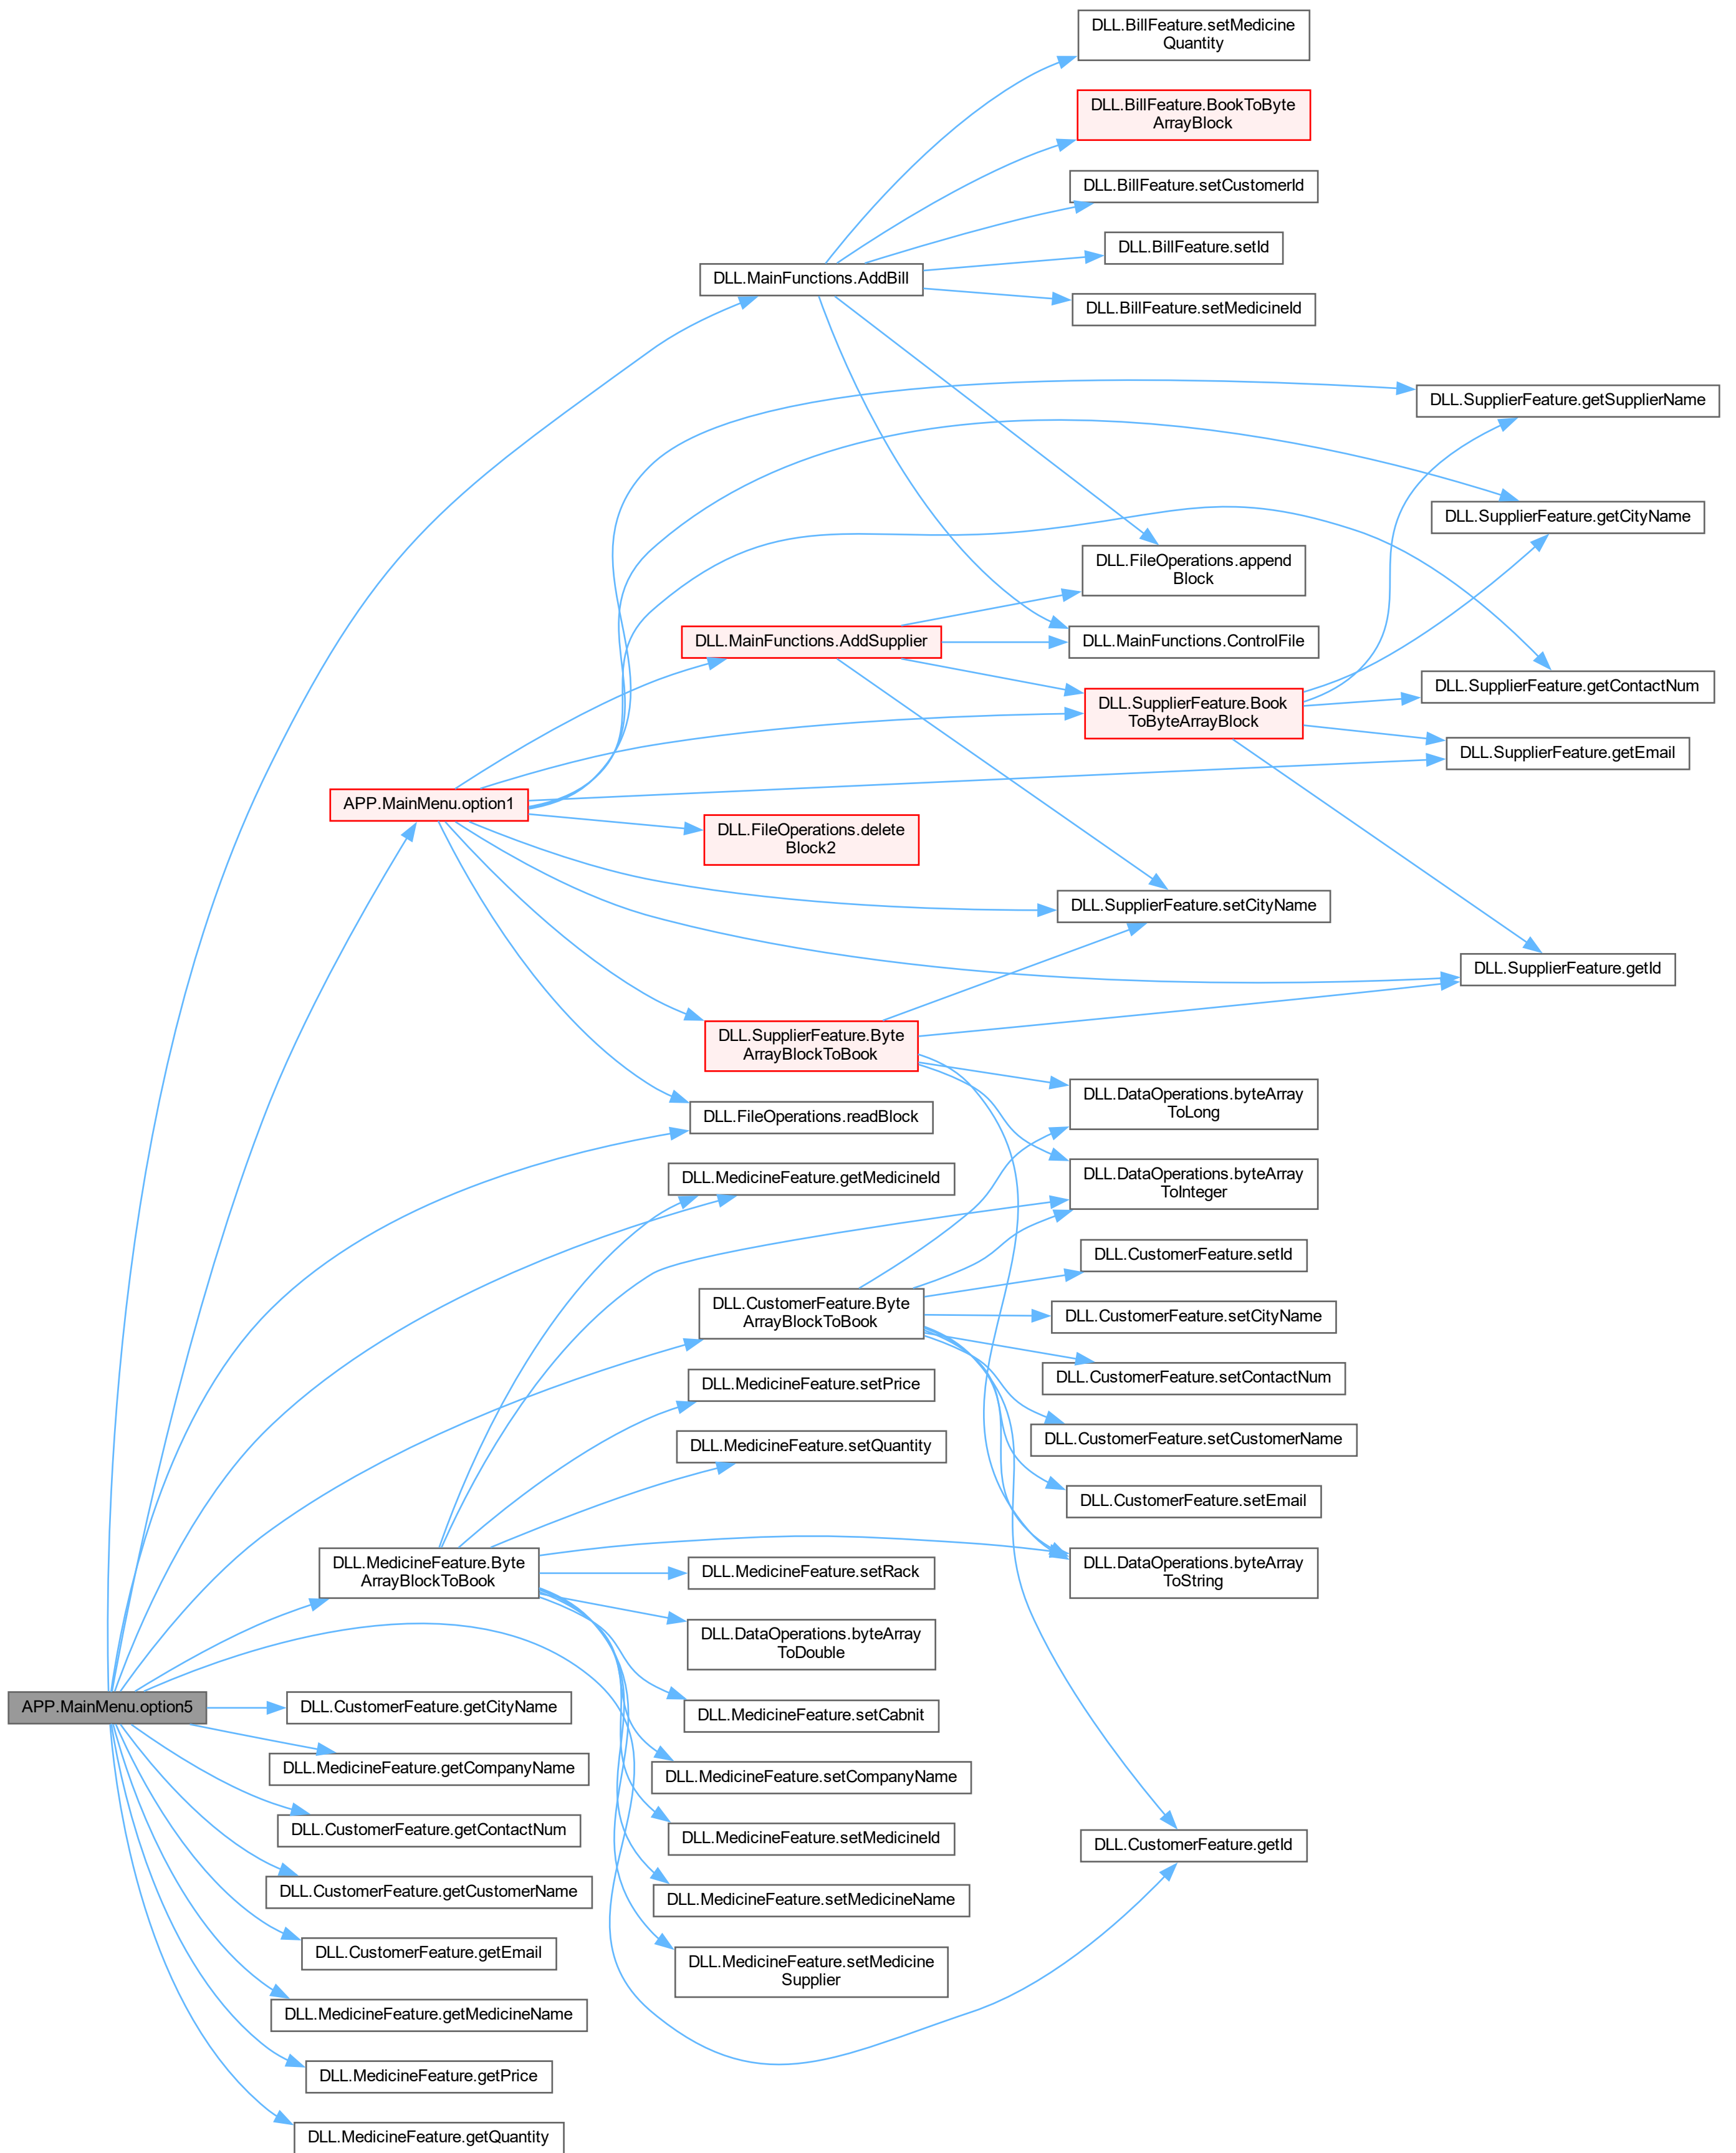 DLL.BillFeature.setMedicine
Quantity
DLL.BillFeature.BookToByte
ArrayBlock
DLL.BillFeature.setCustomerId
DLL.BillFeature.setId
DLL.MainFunctions.AddBill
DLL.BillFeature.setMedicineId
DLL.SupplierFeature.getSupplierName
DLL.SupplierFeature.getCityName
DLL.FileOperations.append
Block
DLL.MainFunctions.AddSupplier
DLL.MainFunctions.ControlFile
DLL.SupplierFeature.getContactNum
DLL.SupplierFeature.Book
ToByteArrayBlock
DLL.SupplierFeature.getEmail
APP.MainMenu.option1
DLL.FileOperations.delete
Block2
DLL.SupplierFeature.setCityName
DLL.SupplierFeature.getId
DLL.SupplierFeature.Byte
ArrayBlockToBook
DLL.DataOperations.byteArray
ToLong
DLL.FileOperations.readBlock
DLL.MedicineFeature.getMedicineId
DLL.DataOperations.byteArray
ToInteger
DLL.CustomerFeature.setId
DLL.CustomerFeature.Byte
ArrayBlockToBook
DLL.CustomerFeature.setCityName
DLL.CustomerFeature.setContactNum
DLL.MedicineFeature.setPrice
DLL.CustomerFeature.setCustomerName
DLL.MedicineFeature.setQuantity
DLL.CustomerFeature.setEmail
DLL.MedicineFeature.Byte
ArrayBlockToBook
DLL.MedicineFeature.setRack
DLL.DataOperations.byteArray
ToString
DLL.DataOperations.byteArray
ToDouble
APP.MainMenu.option5
DLL.CustomerFeature.getCityName
DLL.MedicineFeature.setCabnit
DLL.MedicineFeature.getCompanyName
DLL.MedicineFeature.setCompanyName
DLL.CustomerFeature.getContactNum
DLL.MedicineFeature.setMedicineId
DLL.CustomerFeature.getId
DLL.CustomerFeature.getCustomerName
DLL.MedicineFeature.setMedicineName
DLL.CustomerFeature.getEmail
DLL.MedicineFeature.setMedicine
Supplier
DLL.MedicineFeature.getMedicineName
DLL.MedicineFeature.getPrice
DLL.MedicineFeature.getQuantity